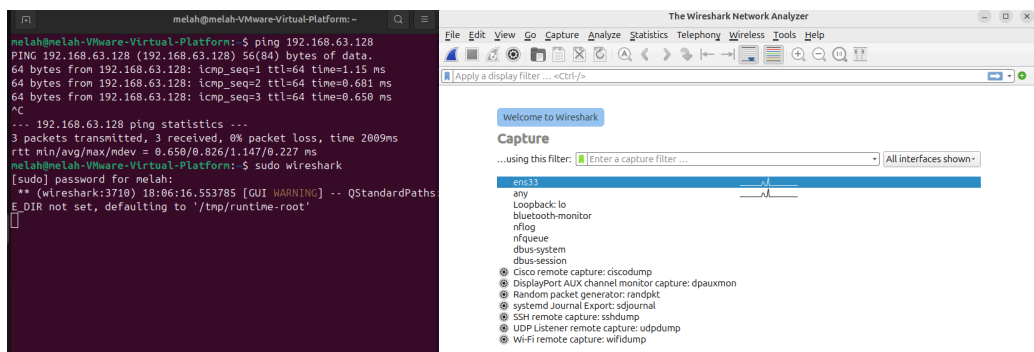 melah@melah-VMware-Virtual-Platform: ~
melah@melah-VMware-Virtual-Platform:~$ ping 192.168.63.128
PING 192.168.63.128 (192.168.63.128) 56(84) bytes of data.
64 bytes from 192.168.63.128: icmp_seq=1 ttl=64 time=1.15 ms
64 bytes from 192.168.63.128: icmp_seq=2 ttl=64 time=0.681 ms
64 bytes from 192.168.63.128: icmp_seq=3 ttl=64 time=0.650 ms
^C
--- 192.168.63.128 ping statistics ---
3 packets transmitted, 3 received, 0% packet loss, time 2009ms
rtt min/avg/max/mdev = 0.650/0.826/1.147/0.227 ms
melah@melah-VMware-Virtual-Platform:~$ sudo wireshark
[sudo] password for melah:
** (wireshark:3710) 18:06:16.553785 [GUI WARNING] -- QStandardPaths:
E_DIR not set, defaulting to '/tmp/runtime-root'
The Wireshark Network Analyzer
File Edit View Go Capture Analyze Statistics Telephony Wireless Tools Help
Apply a display filter … <Ctrl-/>
Welcome to Wireshark
Capture
…using this filter: Enter a capture filter … All interfaces shown
ens33
any
Loopback: lo
bluetooth-monitor
nflog
nfqueue
dbus-system
dbus-session
Cisco remote capture: ciscodump
DisplayPort AUX channel monitor capture: dpauxmon
Random packet generator: randpkt
systemd Journal Export: sdjournal
SSH remote capture: sshdump
UDP Listener remote capture: udpdump
Wi-Fi remote capture: wifidump